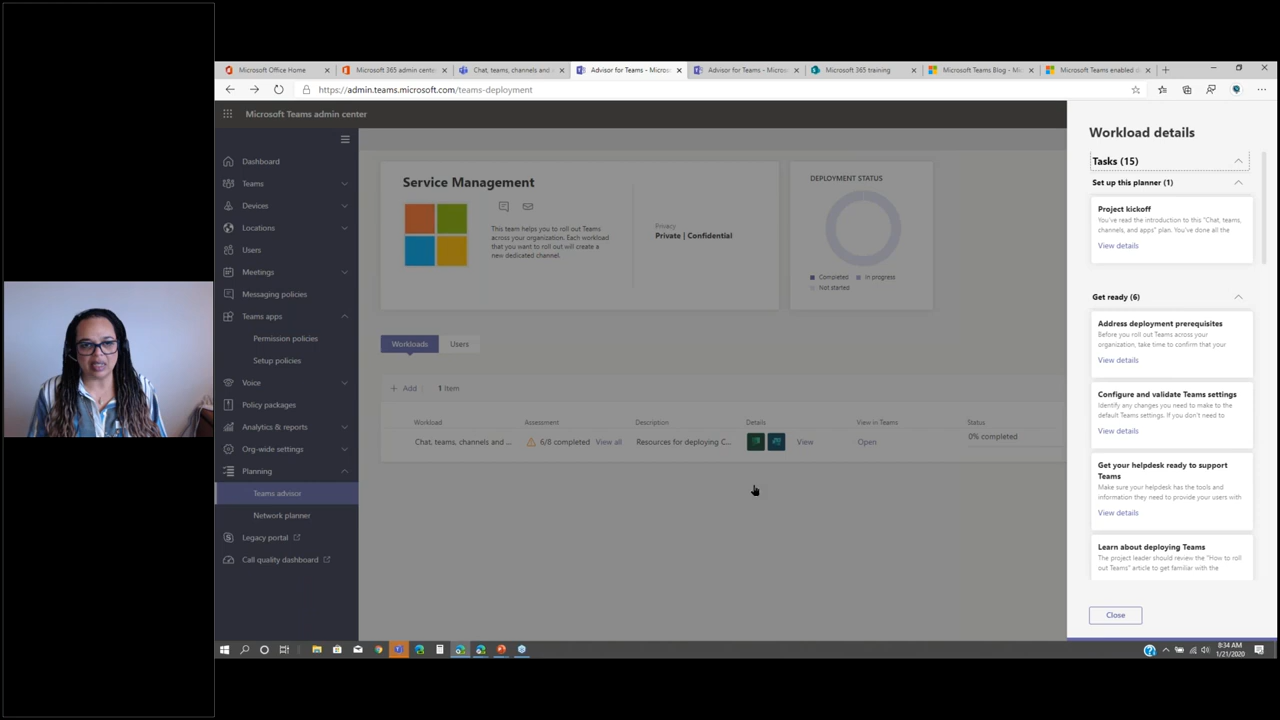 Microsoft Office Home
Microsoft 365 admin cente
Chat, teams, channels and
Advisor for Teams - Micros
Advisor for Teams - Micros
Microsoft 365 training
Microsoft Teams Blog - Mi
Microsoft Teams enabled d
https://admin.teams.microsoft.com/teams-deployment
Microsoft Teams admin center
Dashboard
Teams
Devices
Locations
Users
Meetings
Messaging policies
Teams apps
Permission policies
Setup policies
Voice
Policy packages
Analytics & reports
Org-wide settings
Planning
Teams advisor
Network planner
Legacy portal
Call quality dashboard
Service Management
This team helps you to roll out Teams
across your organization. Each workload
that you want to roll out will create a
new dedicated channel.
Privacy
Private | Confidential
DEPLOYMENT STATUS
Completed
In progress
Not started
Workloads
Users
+ Add
1 Item
Workload
Assessment
Description
Details
View in Teams
Status
Chat, teams, channels and ...
6/8 completed
View all
Resources for deploying C...
View
Open
0% completed
Workload details
Tasks (15)
Set up this planner (1)
Project kickoff
You've read the introduction to this "Chat, teams,
channels, and apps" plan. You've done all the
View details
Get ready (6)
Address deployment prerequisites
Before you roll out Teams across your
organization, take time to confirm that your
View details
Configure and validate Teams settings
Identify any changes you need to make to the
default Teams settings. If you don't need to
View details
Get your helpdesk ready to support
Teams
Make sure your helpdesk has the tools and
information they need to provide your users with
View details
Learn about deploying Teams
The project leader should review the "How to roll
out Teams" article to get familiar with the
Close
8:34 AM
1/21/2020